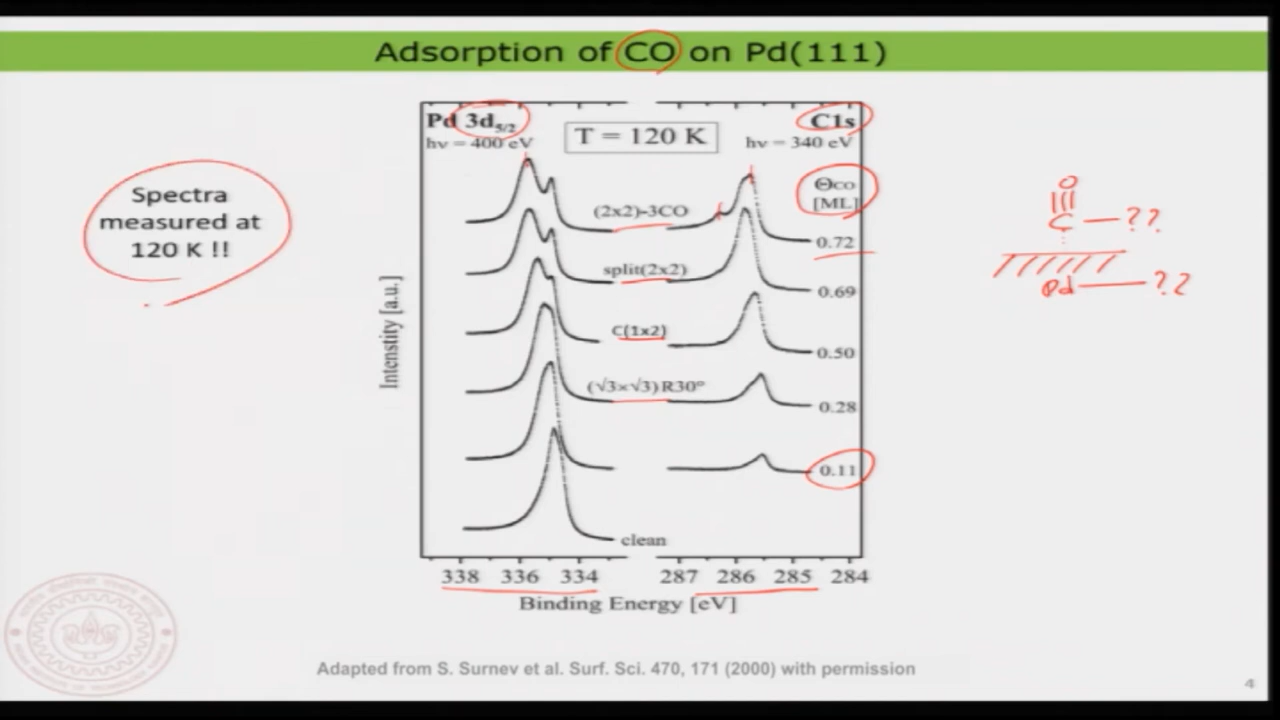 Adsorption of CO on Pd(111)
Spectra
measured at
120 K !!
Pd 3d5/2
hν = 400 eV
T = 120 K
C1s
hν = 340 eV
ΘCO
[ML]
(2x2)-3CO
0.72
split(2x2)
0.69
C(1x2)
0.50
(√3×√3)R30°
0.28
0.11
clean
Intenstity [a.u.]
338 336 334 287 286 285 284
Binding Energy [eV]
O
C — ??
Pd — ??
Adapted from S. Surnev et al. Surf. Sci. 470, 171 (2000) with permission
4